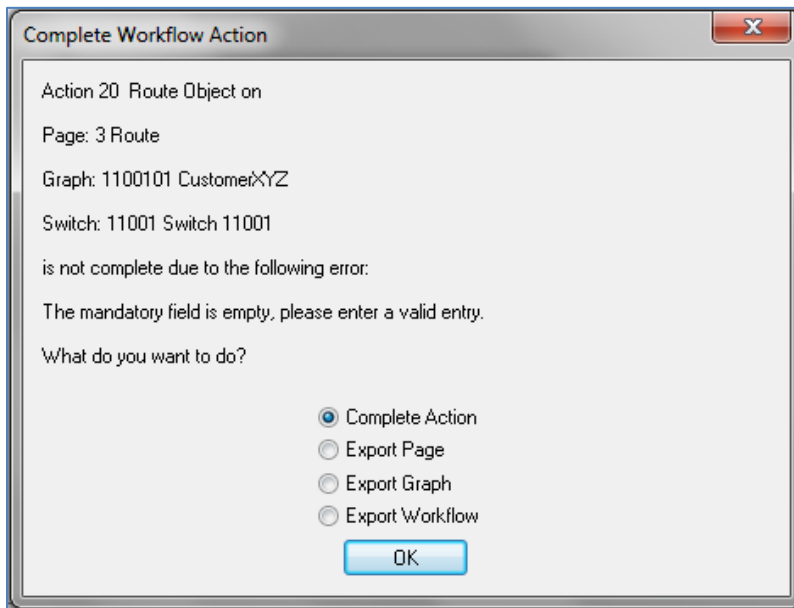 Complete Workflow Action
Action 20  Route Object on
Page: 3 Route
Graph: 1100101 CustomerXYZ
Switch: 11001 Switch 11001
is not complete due to the following error:
The mandatory field is empty, please enter a valid entry.
What do you want to do?
Complete Action
Export Page
Export Graph
Export Workflow
OK